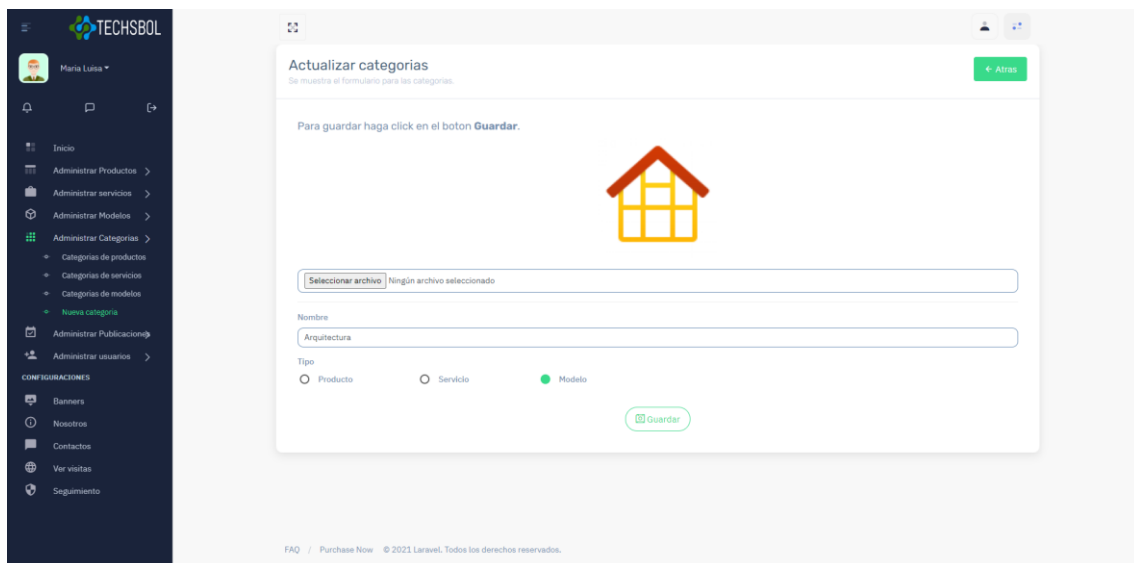 TECHSBOL
Maria Luisa
Inicio
Administrar Productos
Administrar servicios
Administrar Modelos
Administrar Categorias
Categorias de productos
Categorias de servicios
Categorias de modelos
Nueva categoria
Administrar Publicaciones
Administrar usuarios
CONFIGURACIONES
Banners
Nosotros
Contactos
Ver visitas
Seguimiento
Actualizar categorias
Se muestra el formulario para las categorias.
← Atras
Para guardar haga click en el boton Guardar.
Seleccionar archivo Ningún archivo seleccionado
Nombre
Arquitectura
Tipo
Producto Servicio Modelo
Guardar
FAQ / Purchase Now © 2021 Laravel. Todos los derechos reservados.